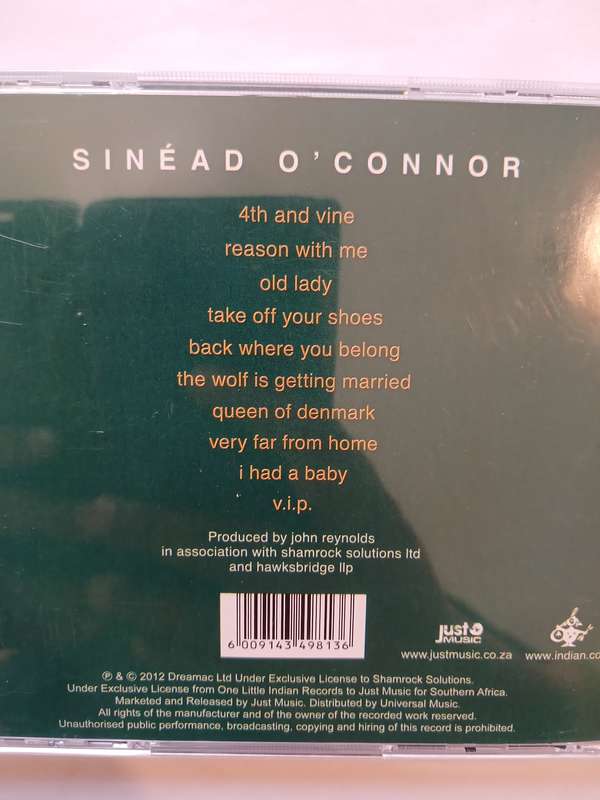 SINÉAD O'CONNOR
4th and vine
reason with me
old lady
take off your shoes
back where you belong
the wolf is getting married
queen of denmark
very far from home
i had a baby
v.i.p.
Produced by john reynolds
in association with shamrock solutions ltd
and hawksbridge llp
6 009143 498136
just MUSIC
www.justmusic.co.za www.indian.co
℗ & © 2012 Dreamac Ltd Under Exclusive License to Shamrock Solutions.
Under Exclusive License from One Little Indian Records to Just Music for Southern Africa.
Marketed and Released by Just Music. Distributed by Universal Music.
All rights of the manufacturer and of the owner of the recorded work reserved.
Unauthorised public performance, broadcasting, copying and hiring of this record is prohibited.